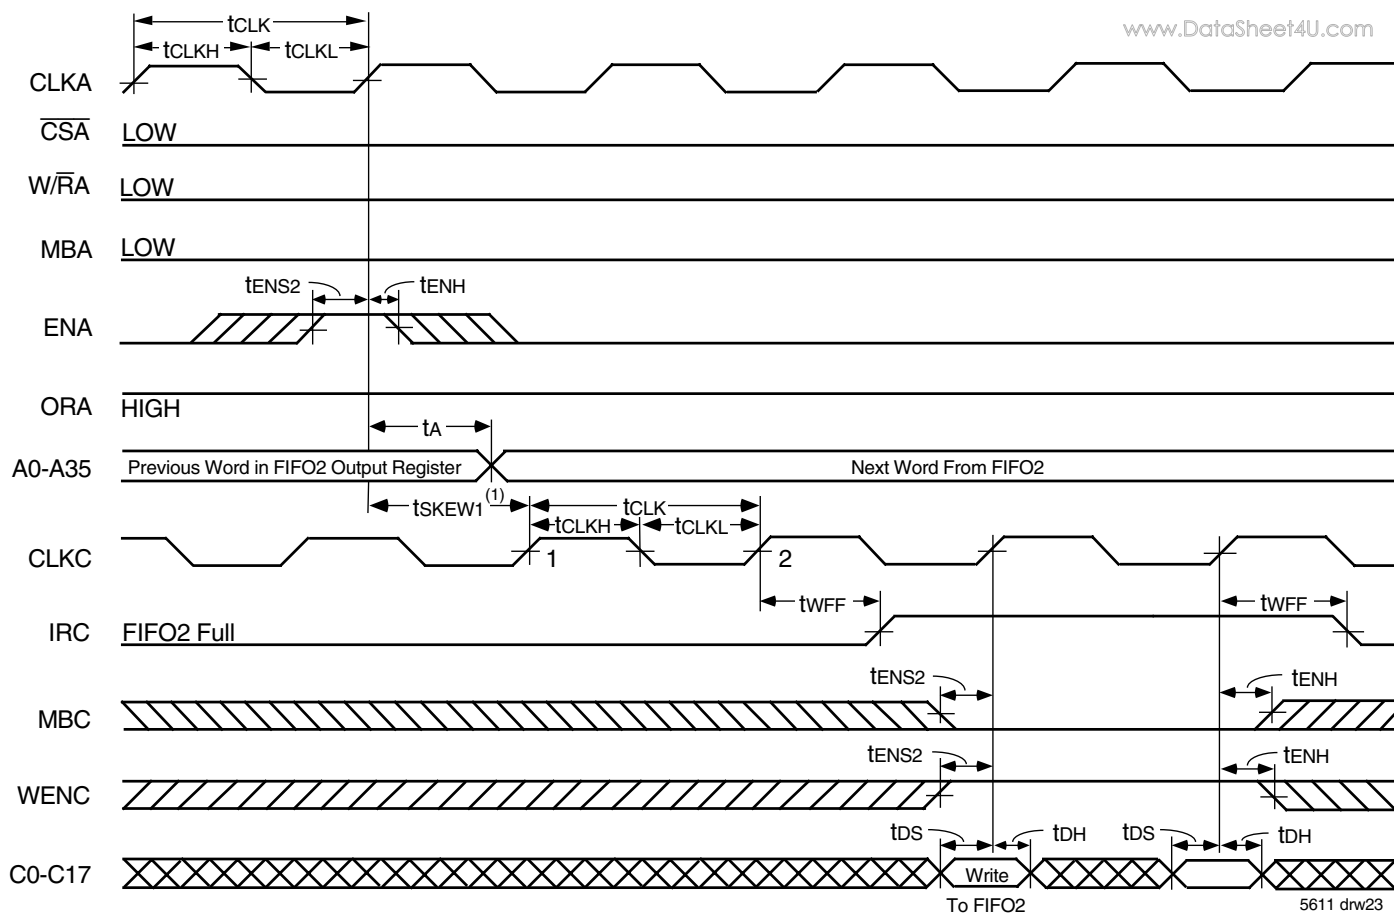 www.DataSheet4U.com
tCLK
tCLKH tCLKL
CLKA
CSA LOW
W/RA LOW
MBA LOW
tENS2 tENH
ENA
ORA HIGH
tA
A0-A35 Previous Word in FIFO2 Output Register Next Word From FIFO2
tSKEW1(1) tCLK
tCLKH tCLKL
CLKC 1 2
tWFF tWFF
IRC FIFO2 Full
tENS2 tENH
MBC
tENS2 tENH
WENC
tDS tDH tDS tDH
C0-C17 Write
To FIFO2
5611 drw23